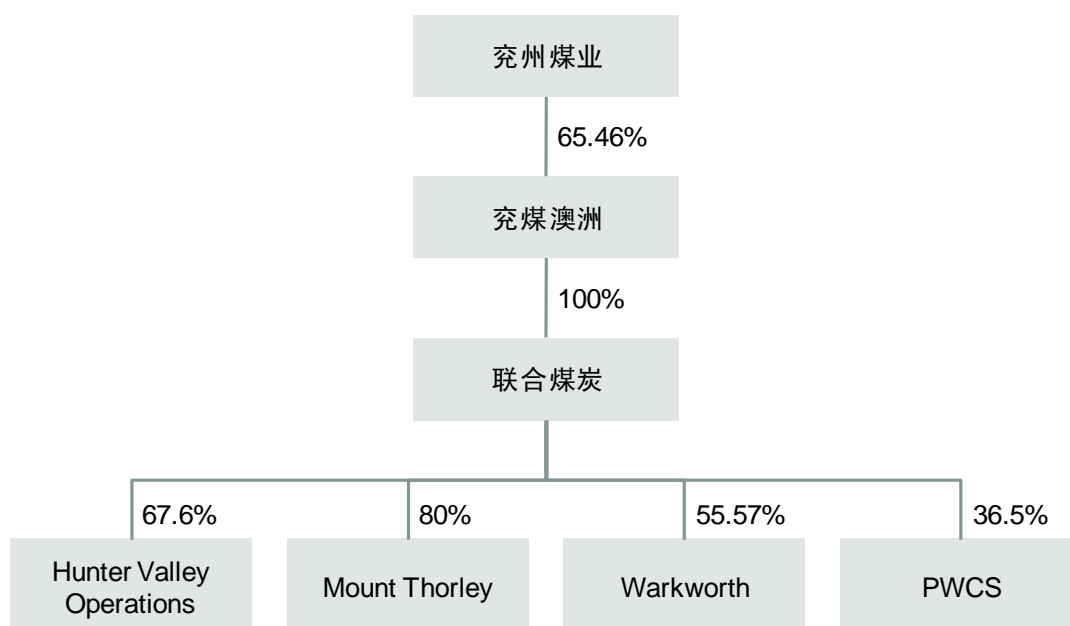 兖州煤业
65.46%
兖煤澳洲
100%
联合煤炭
67.6%
80%
55.57%
36.5%
Hunter Valley
Operations
Mount Thorley
Warkworth
PWCS